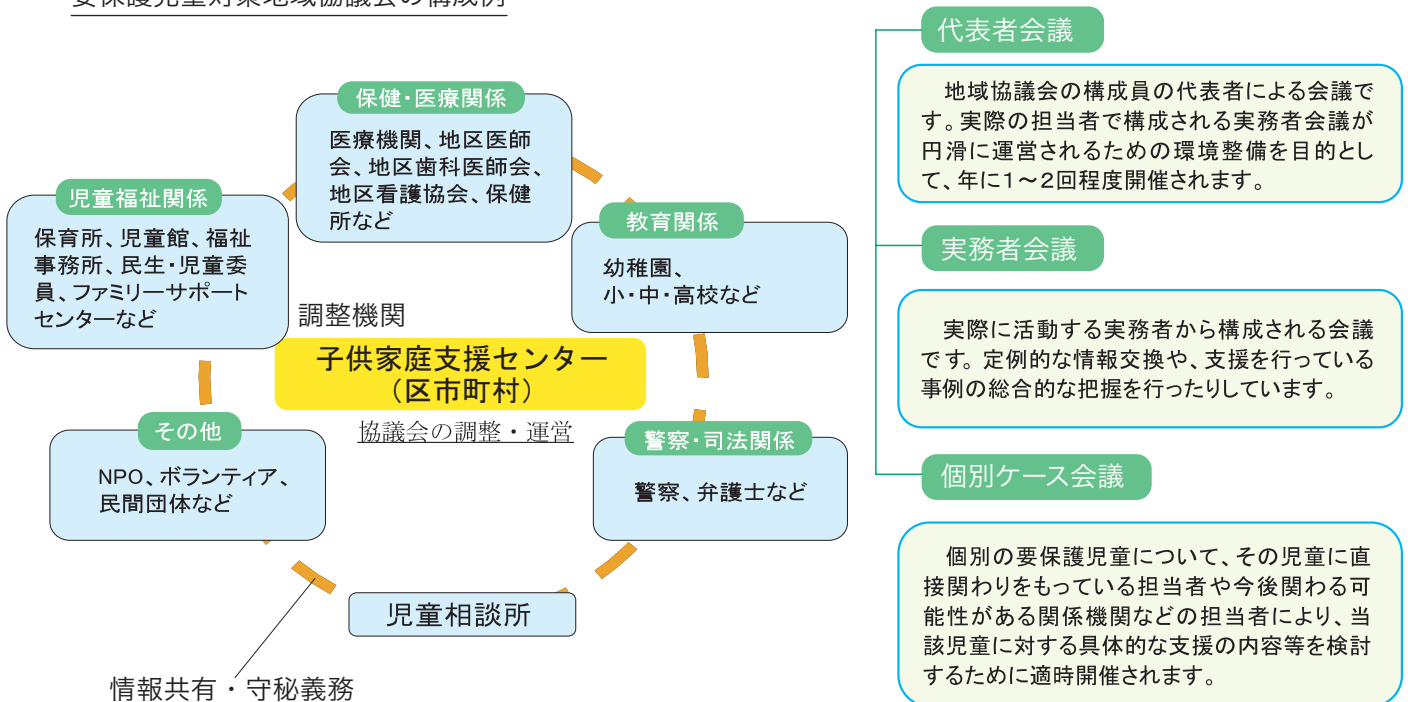 要保護児童対策地域協議会の構成例
保健・医療関係
医療機関、地区医師
会、地区歯科医師会、
地区看護協会、保健
所など
児童福祉関係
保育所、児童館、福祉
事務所、民生・児童委
員、ファミリーサポート
センターなど
教育関係
幼稚園、
小・中・高校など
調整機関
子供家庭支援センター
（区市町村）
協議会の調整・運営
その他
NPO、ボランティア、
民間団体など
警察・司法関係
警察、弁護士など
児童相談所
情報共有・守秘義務
代表者会議
地域協議会の構成員の代表者による会議で
す。実際の担当者で構成される実務者会議が
円滑に運営されるための環境整備を目的とし
て、年に1～2回程度開催されます。
実務者会議
実際に活動する実務者から構成される会議
です。定例的な情報交換や、支援を行っている
事例の総合的な把握を行ったりしています。
個別ケース会議
個別の要保護児童について、その児童に直
接関わりをもっている担当者や今後関わる可
能性がある関係機関などの担当者により、当
該児童に対する具体的な支援の内容等を検討
するために適時開催されます。